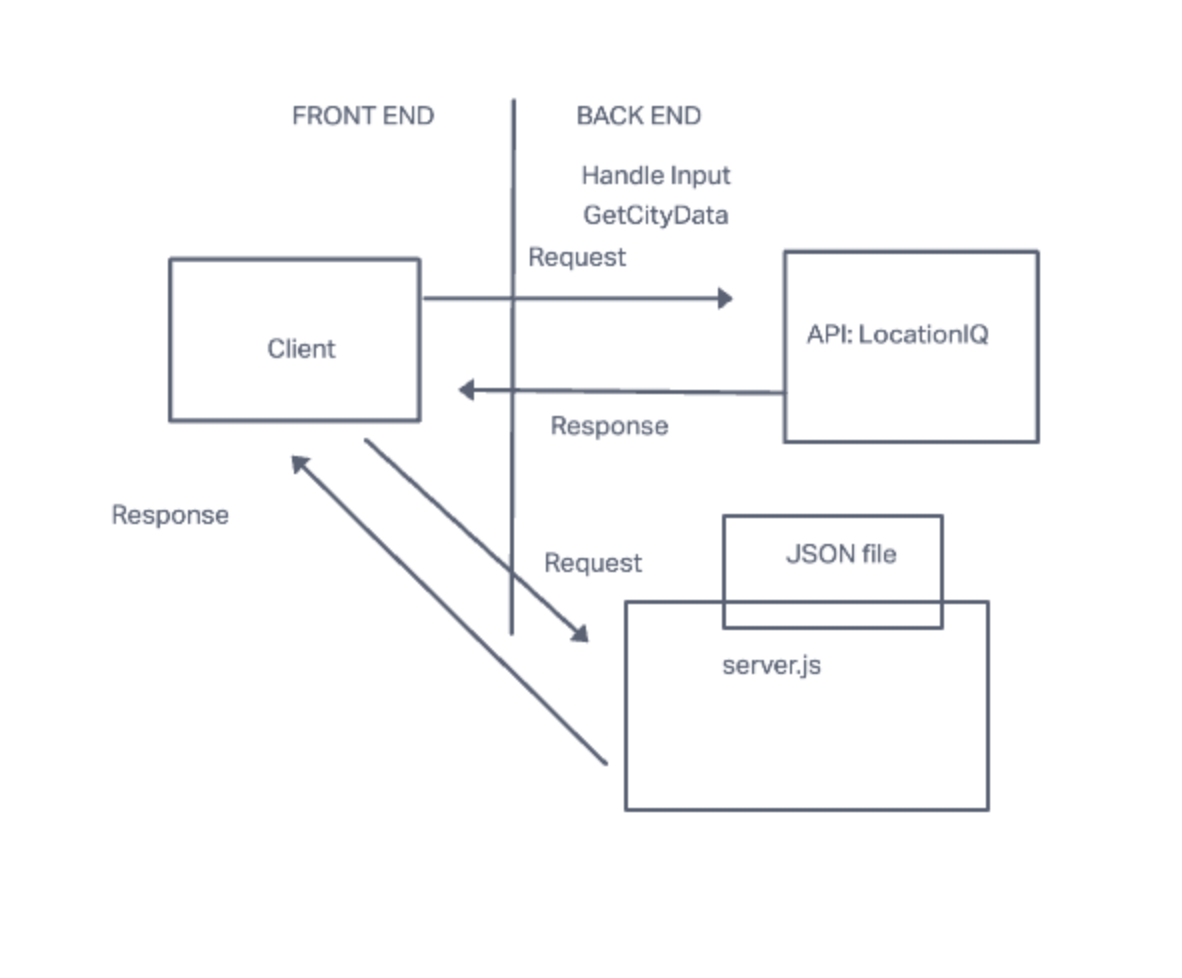 FRONT END
BACK END
Handle Input
GetCityData
Request
Client
API: LocationIQ
Response
Response
Request
JSON file
server.js